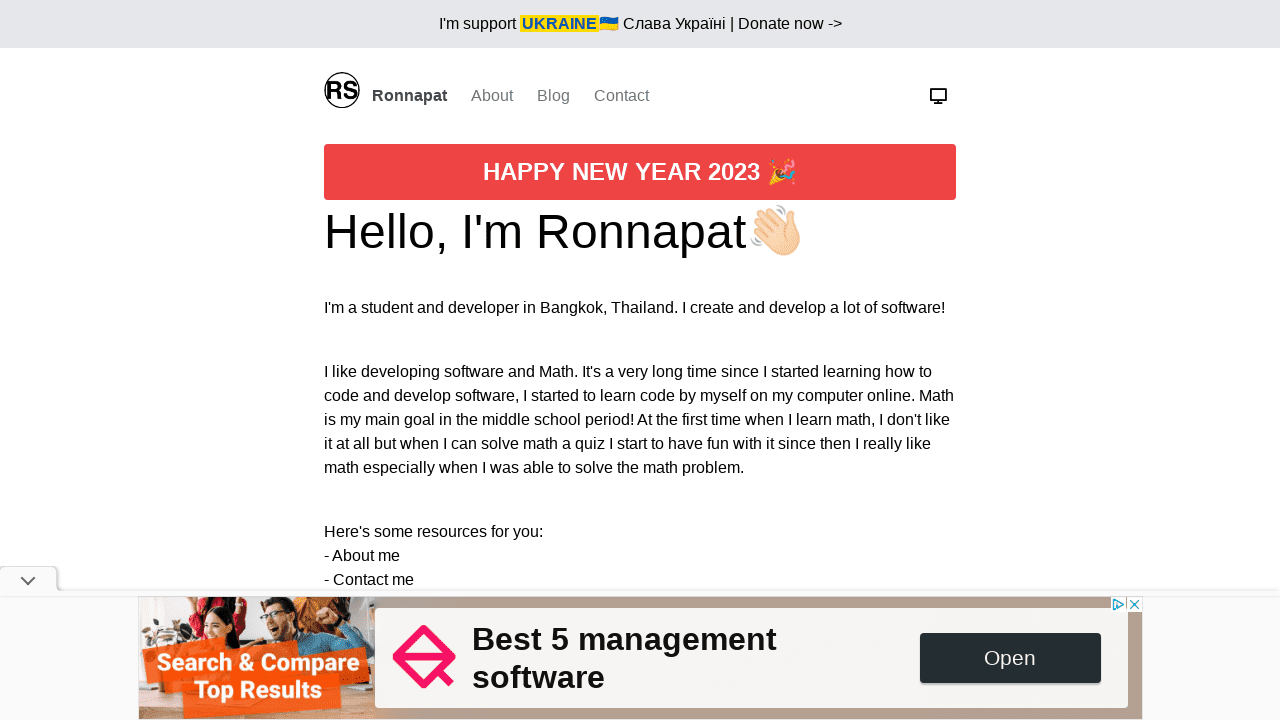 I'm support UKRAINE🇺🇦 Слава Україні | Donate now ->
RS
Ronnapat About Blog Contact
HAPPY NEW YEAR 2023 🎉
Hello, I'm Ronnapat👋🏻
I'm a student and developer in Bangkok, Thailand. I create and develop a lot of software!
I like developing software and Math. It's a very long time since I started learning how to
code and develop software, I started to learn code by myself on my computer online. Math
is my main goal in the middle school period! At the first time when I learn math, I don't like
it at all but when I can solve math a quiz I start to have fun with it since then I really like
math especially when I was able to solve the math problem.
Here's some resources for you:
- About me
- Contact me
Search & Compare
Top Results
Best 5 management
software
Open